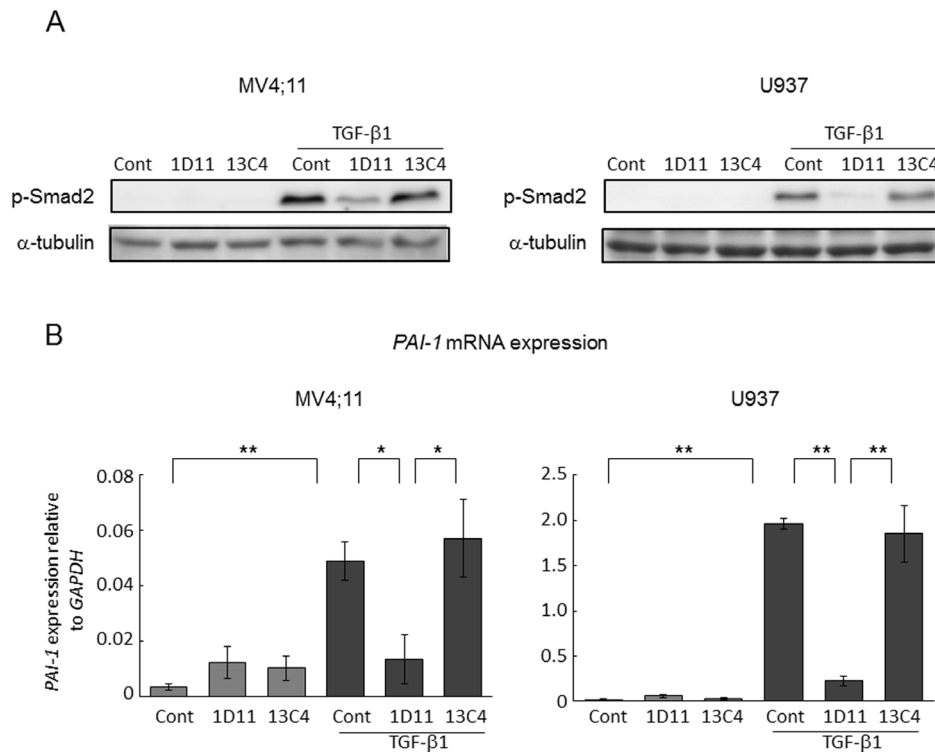 A
MV4;11
U937
TGF-β1
TGF-β1
Cont 1D11 13C4 Cont 1D11 13C4
Cont 1D11 13C4 Cont 1D11 13C4
p-Smad2
p-Smad2
α-tubulin
α-tubulin
B
PAI-1 mRNA expression
MV4;11
U937
** * *
** ** **
PAI-1 expression relative
to GAPDH
0.08
0.06
0.04
0.02
0
2.5
2.0
1.5
1.0
0.5
0
Cont 1D11 13C4 Cont 1D11 13C4
TGF-β1
Cont 1D11 13C4 Cont 1D11 13C4
TGF-β1